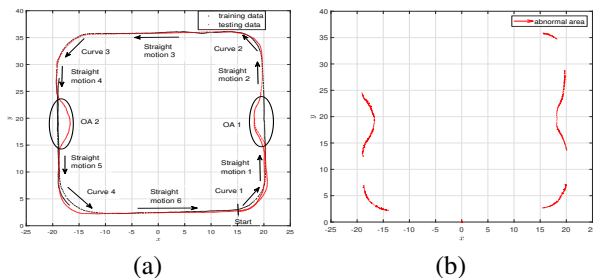 training data
testing data
40
35
30
25
20
15
10
5
0
y
-25 -20 -15 -10 -5 0 5 10 15 20 25
x
Curve 3
Straight
motion 3
Curve 2
Straight
motion 4
Straight
motion 2
OA 2
OA 1
Straight
motion 5
Straight
motion 1
Curve 4
Straight
motion 6
Curve 1
Start
(a)
abnormal area
40
35
30
25
20
15
10
5
0
y
-25 -20 -15 -10 -5 0 5 10 15 20 25
x
(b)